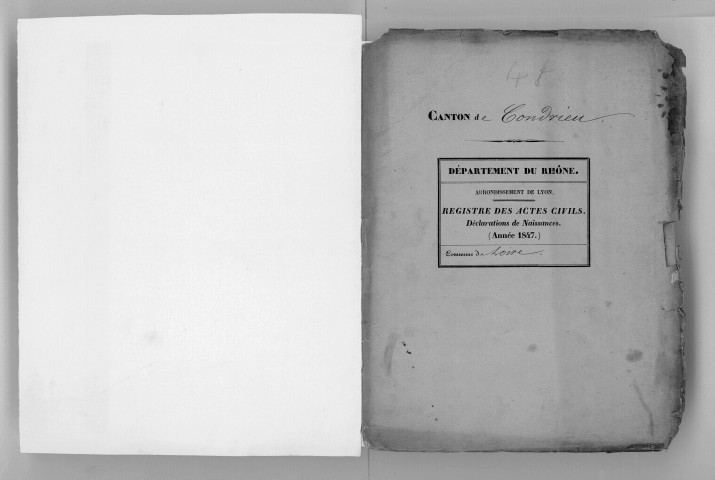 48
CANTON de Condrieu.
DÉPARTEMENT DU RHÔNE.
ARRONDISSEMENT DE LYON.
REGISTRE DES ACTES CIVILS.
Déclarations de Naissances.
(Année 1847.)
Commune de Loire.